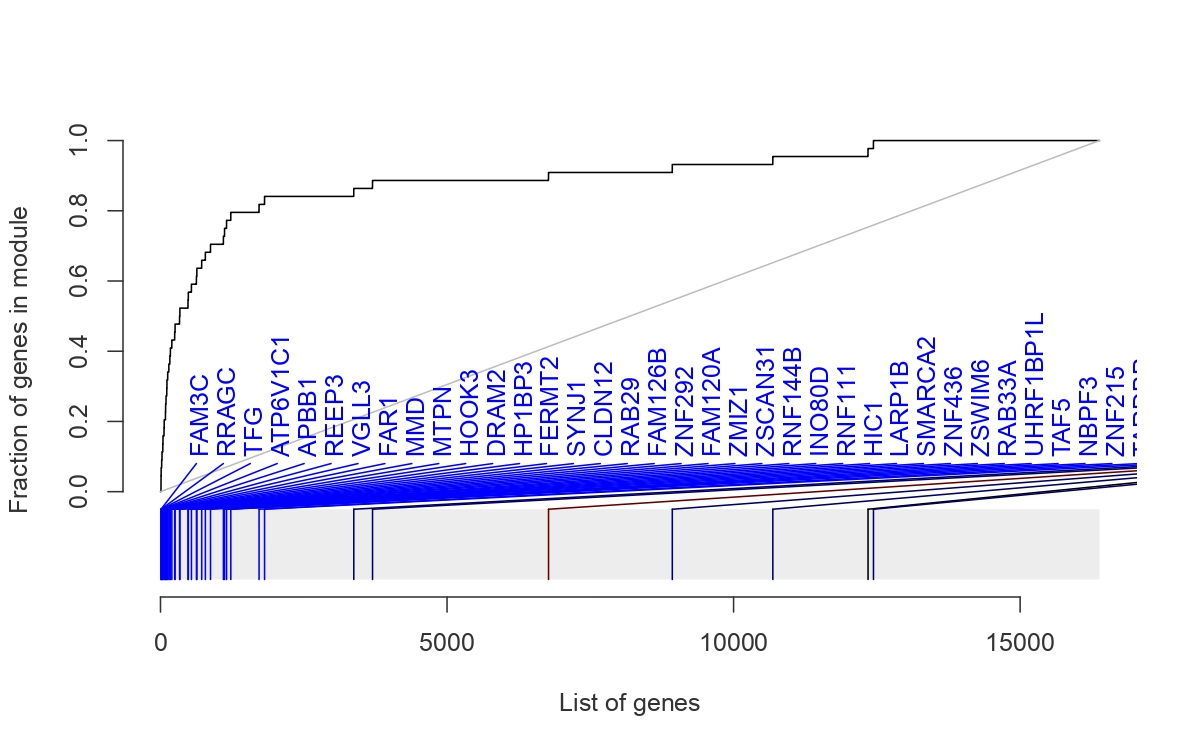 Fraction of genes in module
1.0
0.8
0.6
0.4
0.2
0.0
FAM3C
RRAGC
TFG
ATP6V1C1
APBB1
REEP3
VGLL3
FAR1
MMD
MTPN
HOOK3
DRAM2
HP1BP3
FERMT2
SYNJ1
CLDN12
RAB29
FAM126B
ZNF292
FAM120A
ZMIZ1
ZSCAN31
RNF144B
INO80D
RNF111
HIC1
LARP1B
SMARCA2
ZNF436
ZSWIM6
RAB33A
UHRF1BP1L
TAF5
NBPF3
ZNF215
0
5000
10000
15000
List of genes